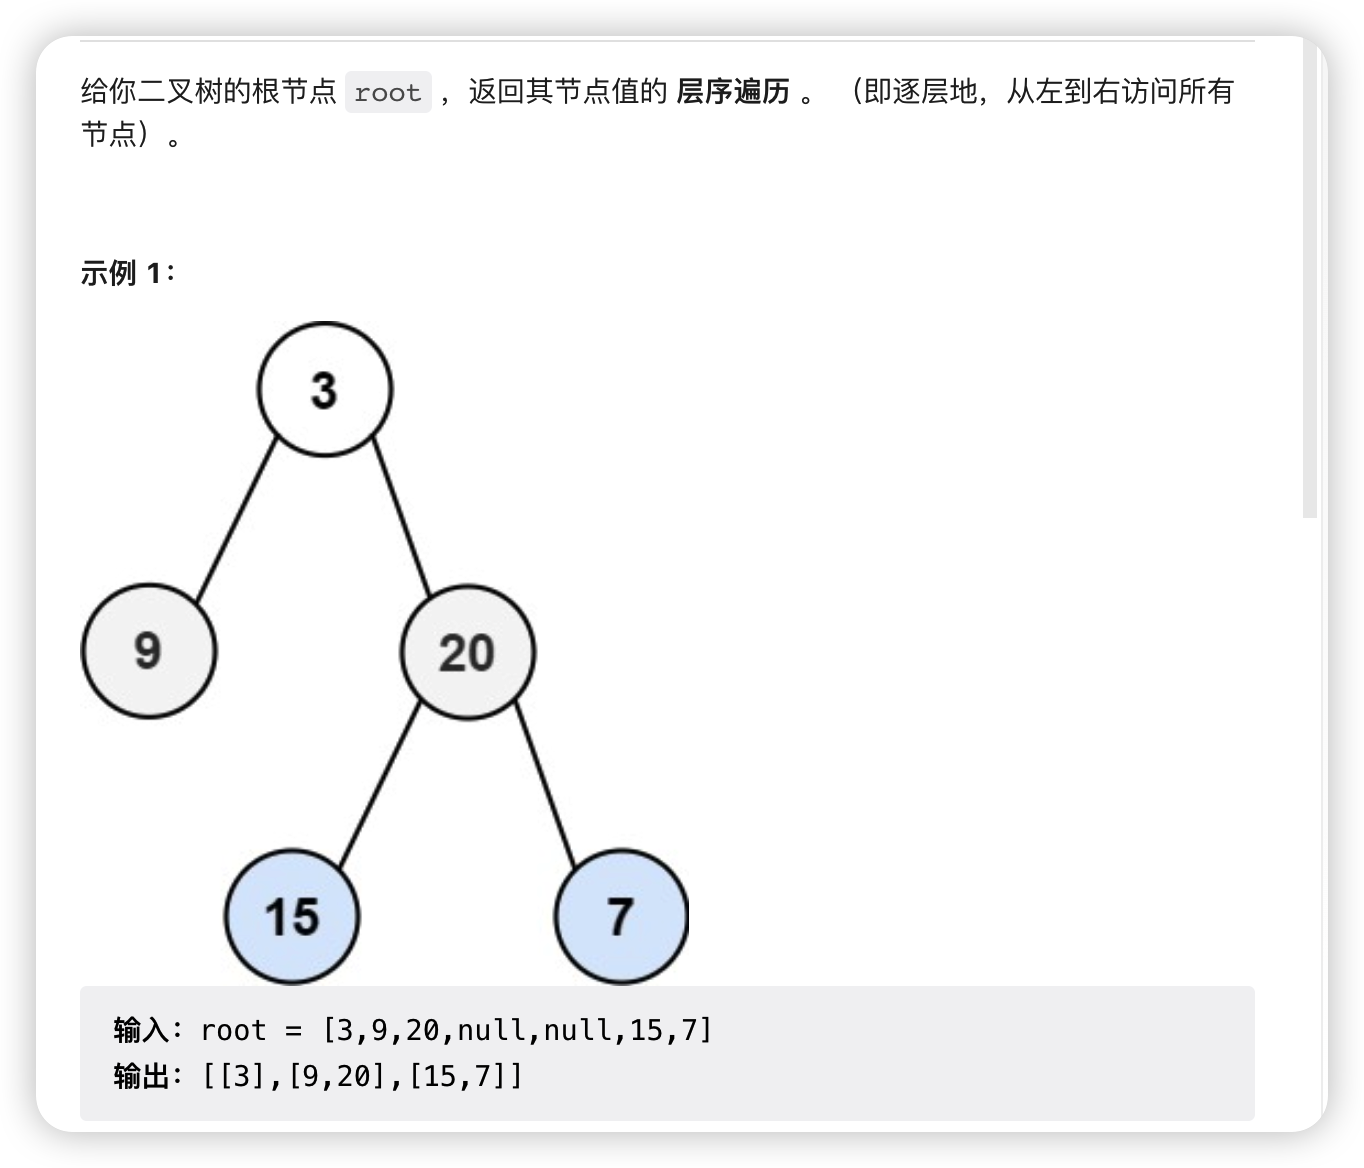 给你二叉树的根节点 root ，返回其节点值的 层序遍历 。 （即逐层地，从左到右访问所有
节点）。
示例 1：
3
9
20
15
7
输入：root = [3,9,20,null,null,15,7]
输出：[[3],[9,20],[15,7]]